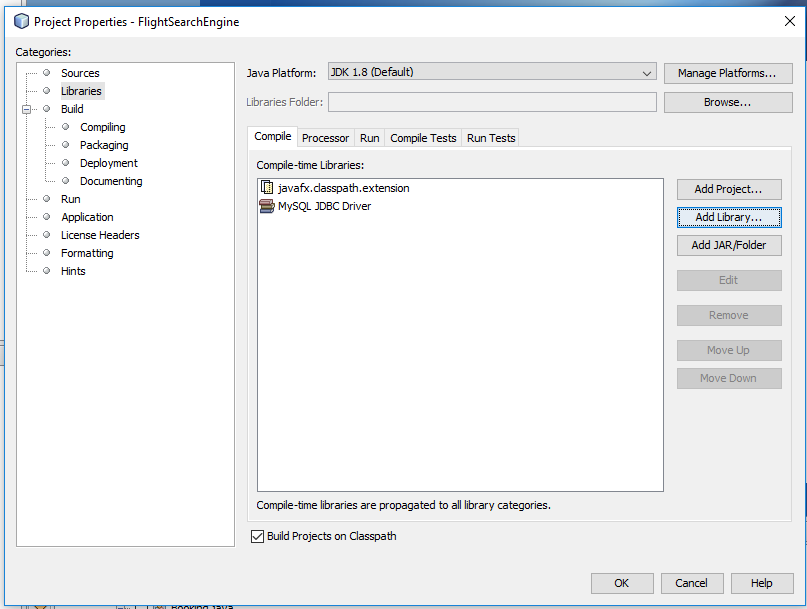 Project Properties - FlightSearchEngine
Categories:
Sources
Libraries
Build
Compiling
Packaging
Deployment
Documenting
Run
Application
License Headers
Formatting
Hints
Java Platform: JDK 1.8 (Default) Manage Platforms...
Libraries Folder: Browse...
Compile Processor Run Compile Tests Run Tests
Compile-time Libraries:
javafx.classpath.extension
MySQL JDBC Driver
Add Project...
Add Library...
Add JAR/Folder
Edit
Remove
Move Up
Move Down
Compile-time libraries are propagated to all library categories.
Build Projects on Classpath
OK Cancel Help
Booking.java